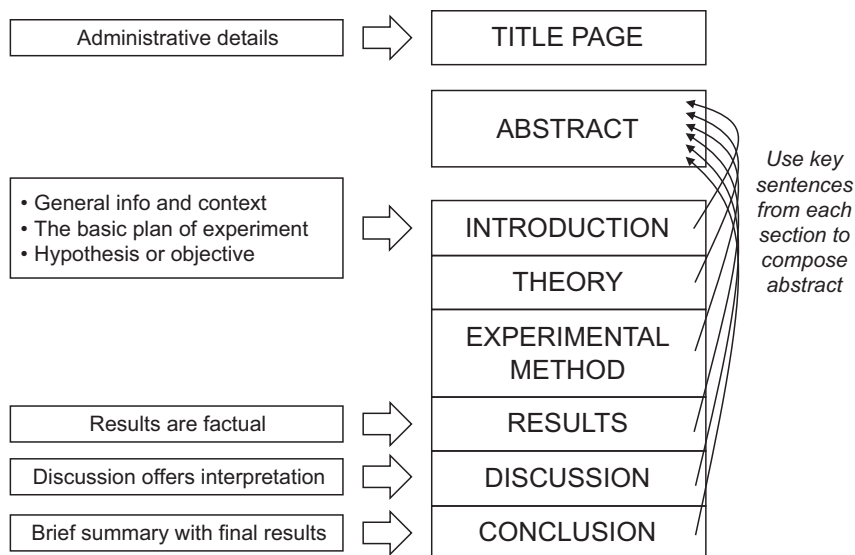 Administrative details
TITLE PAGE
ABSTRACT
Use key
sentences
from each
section to
compose
abstract
• General info and context
• The basic plan of experiment
• Hypothesis or objective
INTRODUCTION
THEORY
EXPERIMENTAL
METHOD
Results are factual
RESULTS
Discussion offers interpretation
DISCUSSION
Brief summary with final results
CONCLUSION